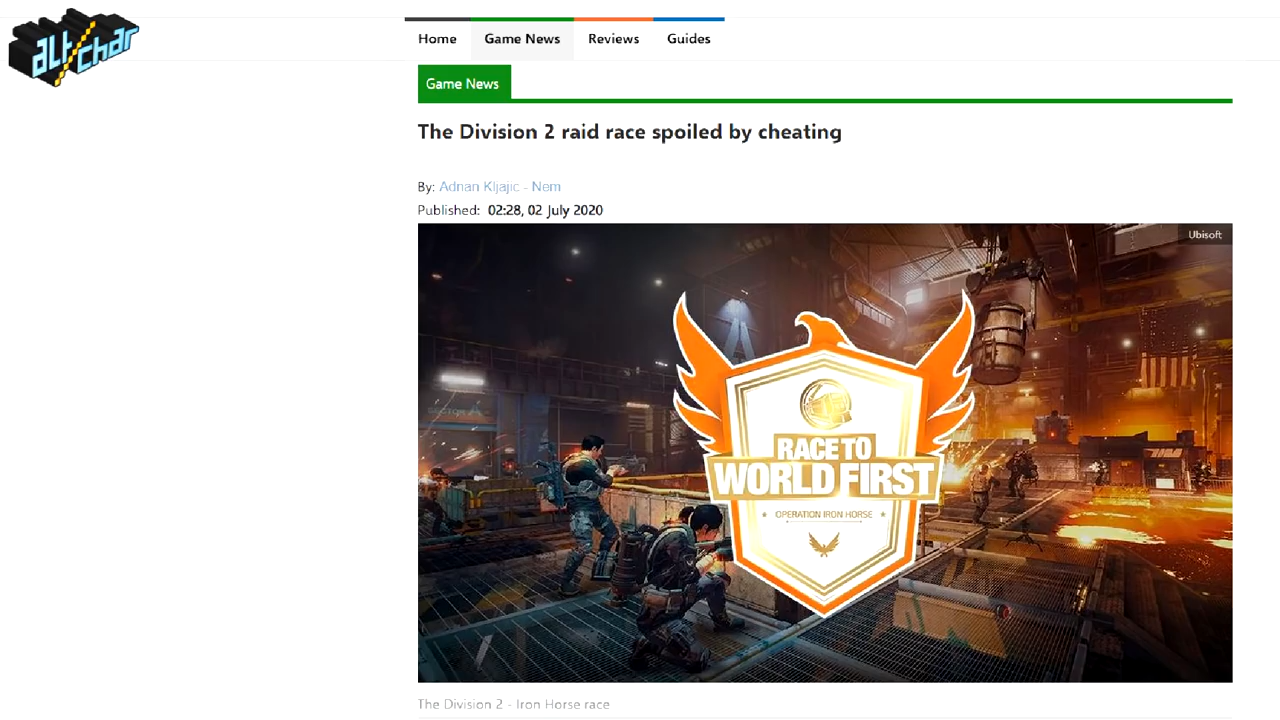 alt/char
Home Game News Reviews Guides
Game News
The Division 2 raid race spoiled by cheating
By: Adnan Kljajic - Nem
Published: 02:28, 02 July 2020
Ubisoft
RACE TO
WORLD FIRST
OPERATION IRON HORSE
The Division 2 - Iron Horse race